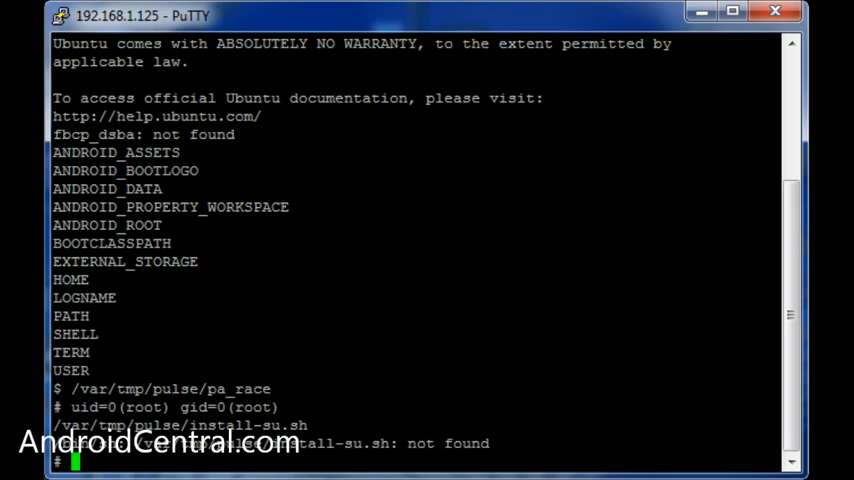 192.168.1.125 - PuTTY
Ubuntu comes with ABSOLUTELY NO WARRANTY, to the extent permitted by
applicable law.
To access official Ubuntu documentation, please visit:
http://help.ubuntu.com/
fbcp_dsba: not found
ANDROID_ASSETS
ANDROID_BOOTLOGO
ANDROID_DATA
ANDROID_PROPERTY_WORKSPACE
ANDROID_ROOT
BOOTCLASSPATH
EXTERNAL_STORAGE
HOME
LOGNAME
PATH
SHELL
TERM
USER
$ /var/tmp/pulse/pa_race
# uid=0(root) gid=0(root)
/var/tmp/pulse/install-su.sh
install-su.sh: not found
#
AndroidCentral.com